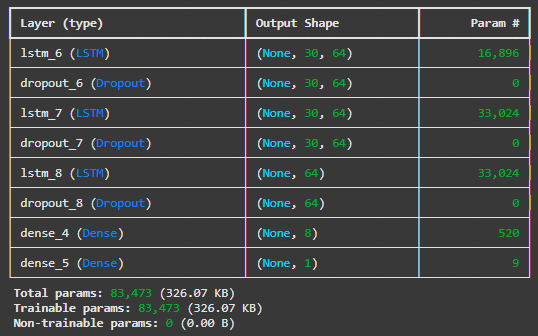 Layer (type) Output Shape Param #
lstm_6 (LSTM) (None, 30, 64) 16,896
dropout_6 (Dropout) (None, 30, 64) 0
lstm_7 (LSTM) (None, 30, 64) 33,024
dropout_7 (Dropout) (None, 30, 64) 0
lstm_8 (LSTM) (None, 64) 33,024
dropout_8 (Dropout) (None, 64) 0
dense_4 (Dense) (None, 8) 520
dense_5 (Dense) (None, 1) 9
Total params: 83,473 (326.07 KB)
Trainable params: 83,473 (326.07 KB)
Non-trainable params: 0 (0.00 B)